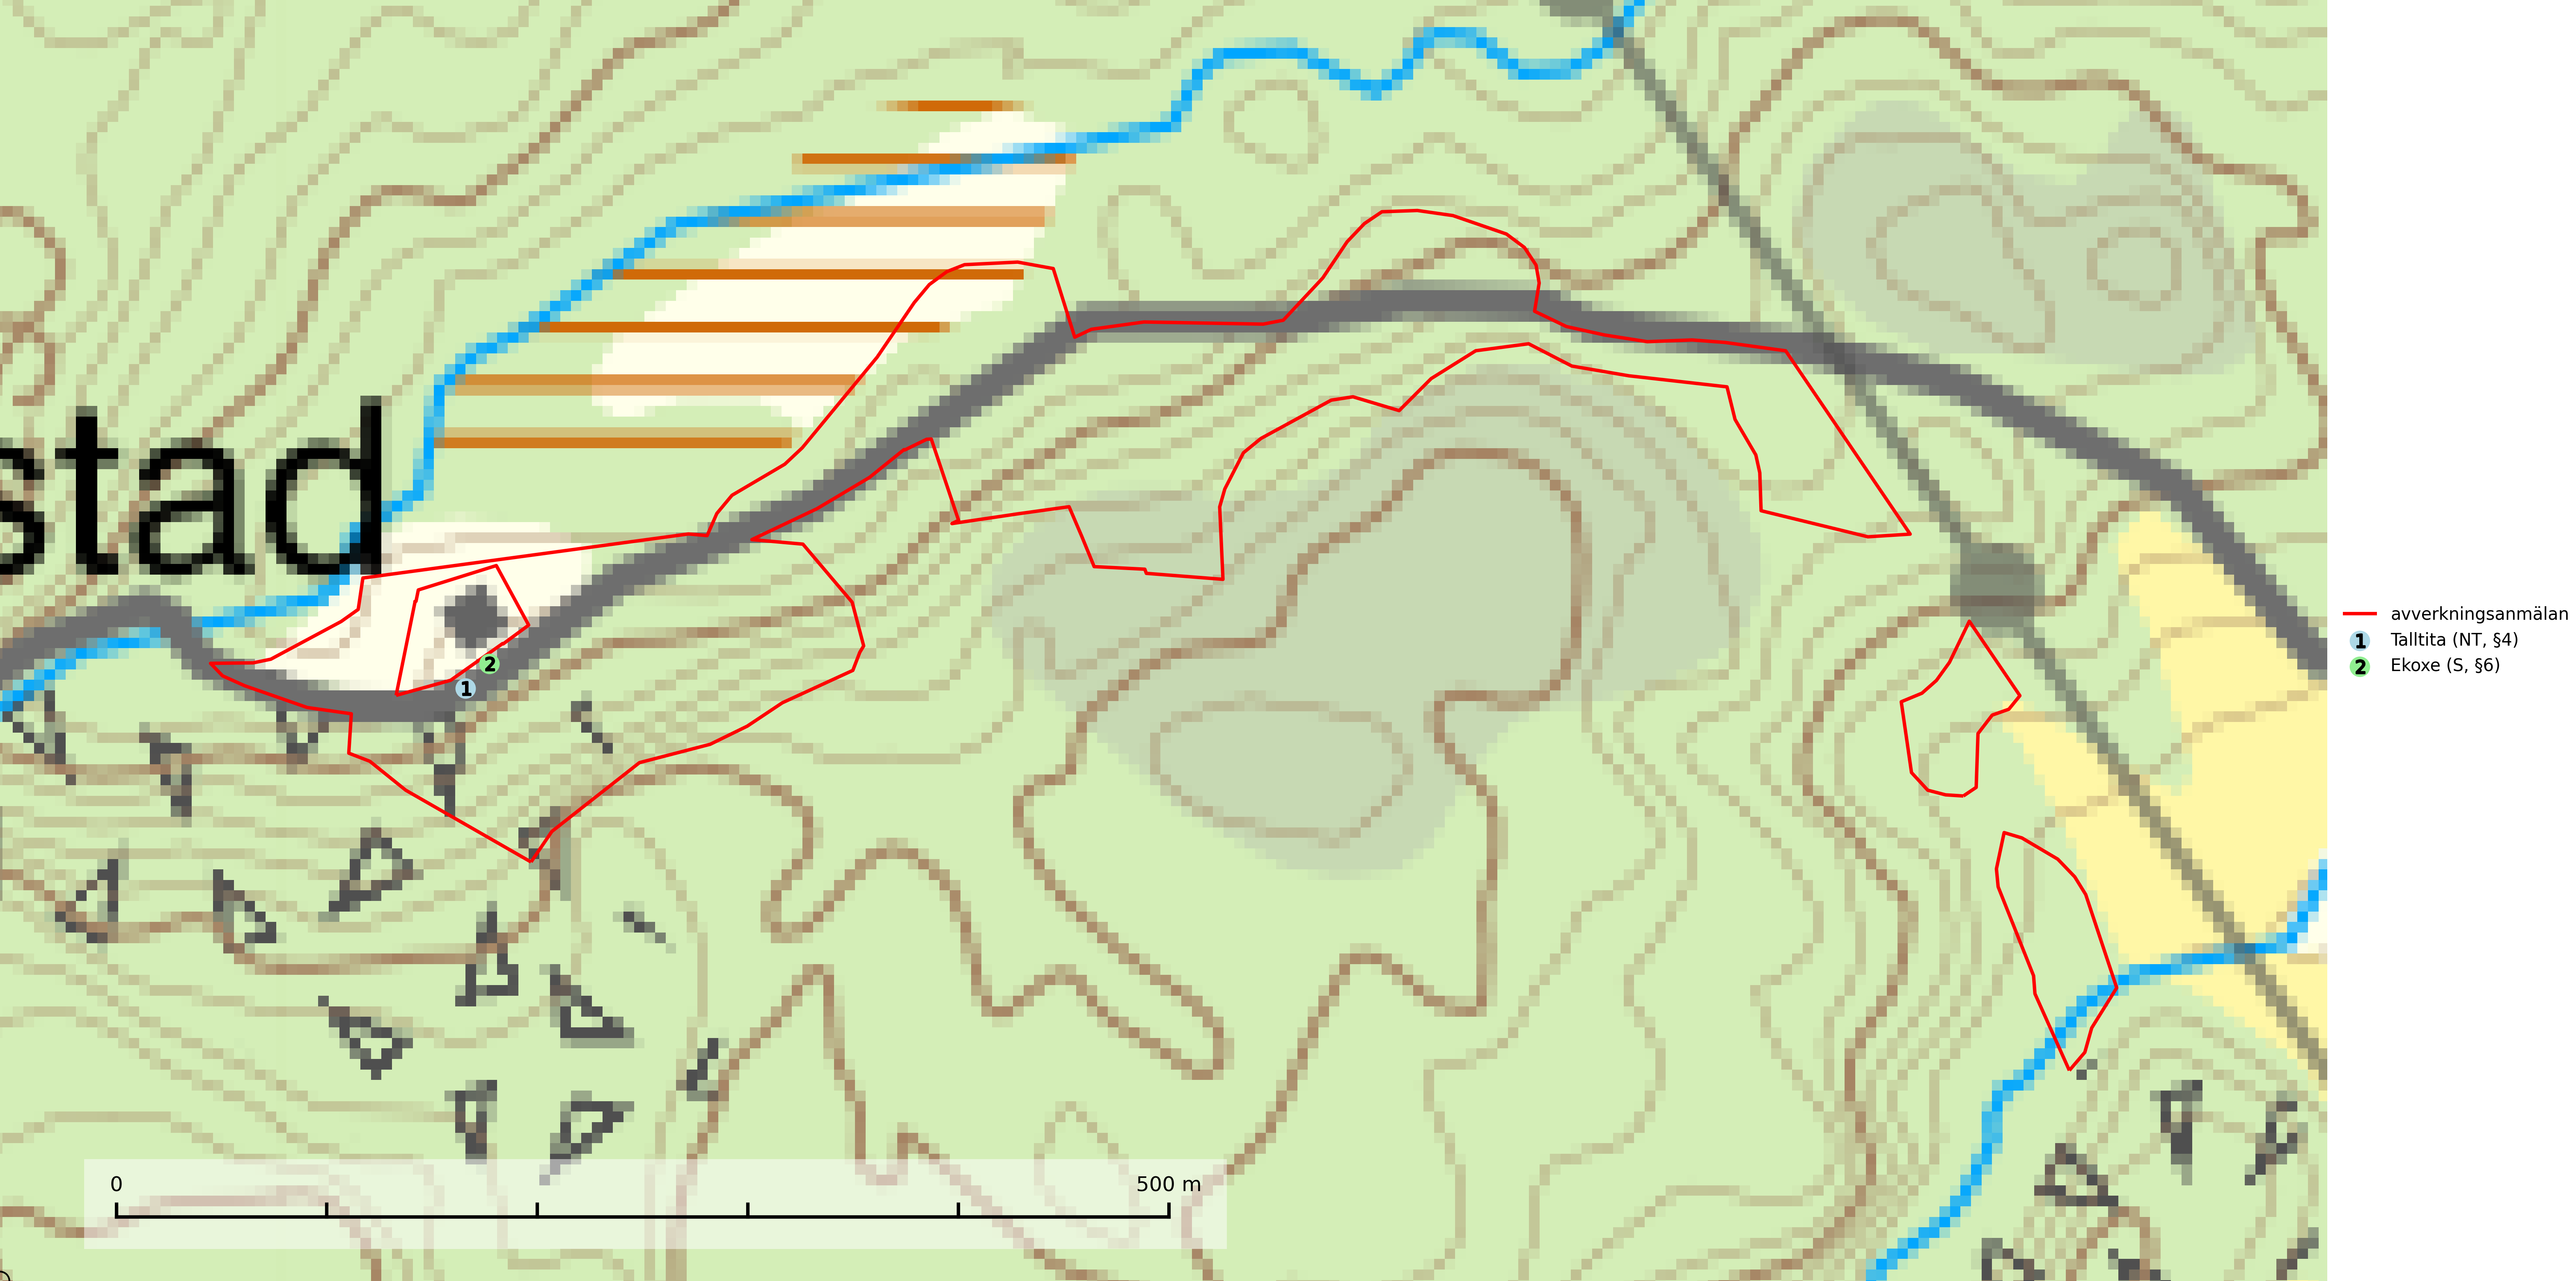 stad
avverkningsanmälan
1 Talltita (NT, §4)
2 Ekoxe (S, §6)
2
1
0 500 m